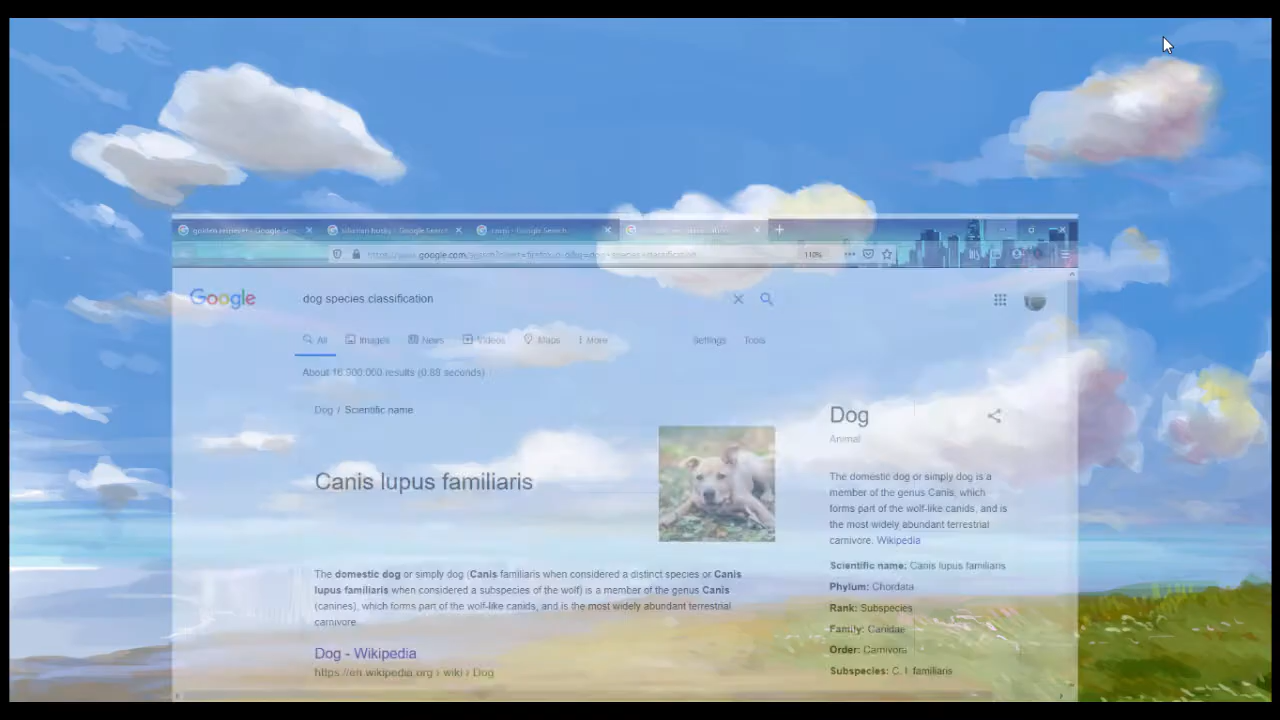 golden retriever - Google Sea
siberian husky - Google Search
corgi - Google Search
110%
Google
dog species classification
All
Images
News
Videos
Maps
More
Settings
Tools
About 16,900,000 results (0.88 seconds)
Dog / Scientific name
Canis lupus familiaris
The domestic dog or simply dog (Canis familiaris when considered a distinct species or Canis
lupus familiaris when considered a subspecies of the wolf) is a member of the genus Canis
(canines), which forms part of the wolf-like canids, and is the most widely abundant terrestrial
carnivore.
Dog - Wikipedia
https://en.wikipedia.org › wiki › Dog
Dog
Animal
The domestic dog or simply dog is a
member of the genus Canis, which
forms part of the wolf-like canids, and is
the most widely abundant terrestrial
carnivore. Wikipedia
Scientific name: Canis lupus familiaris
Phylum: Chordata
Rank: Subspecies
Family: Canidae
Order: Carnivora
Subspecies: C. l. familiaris